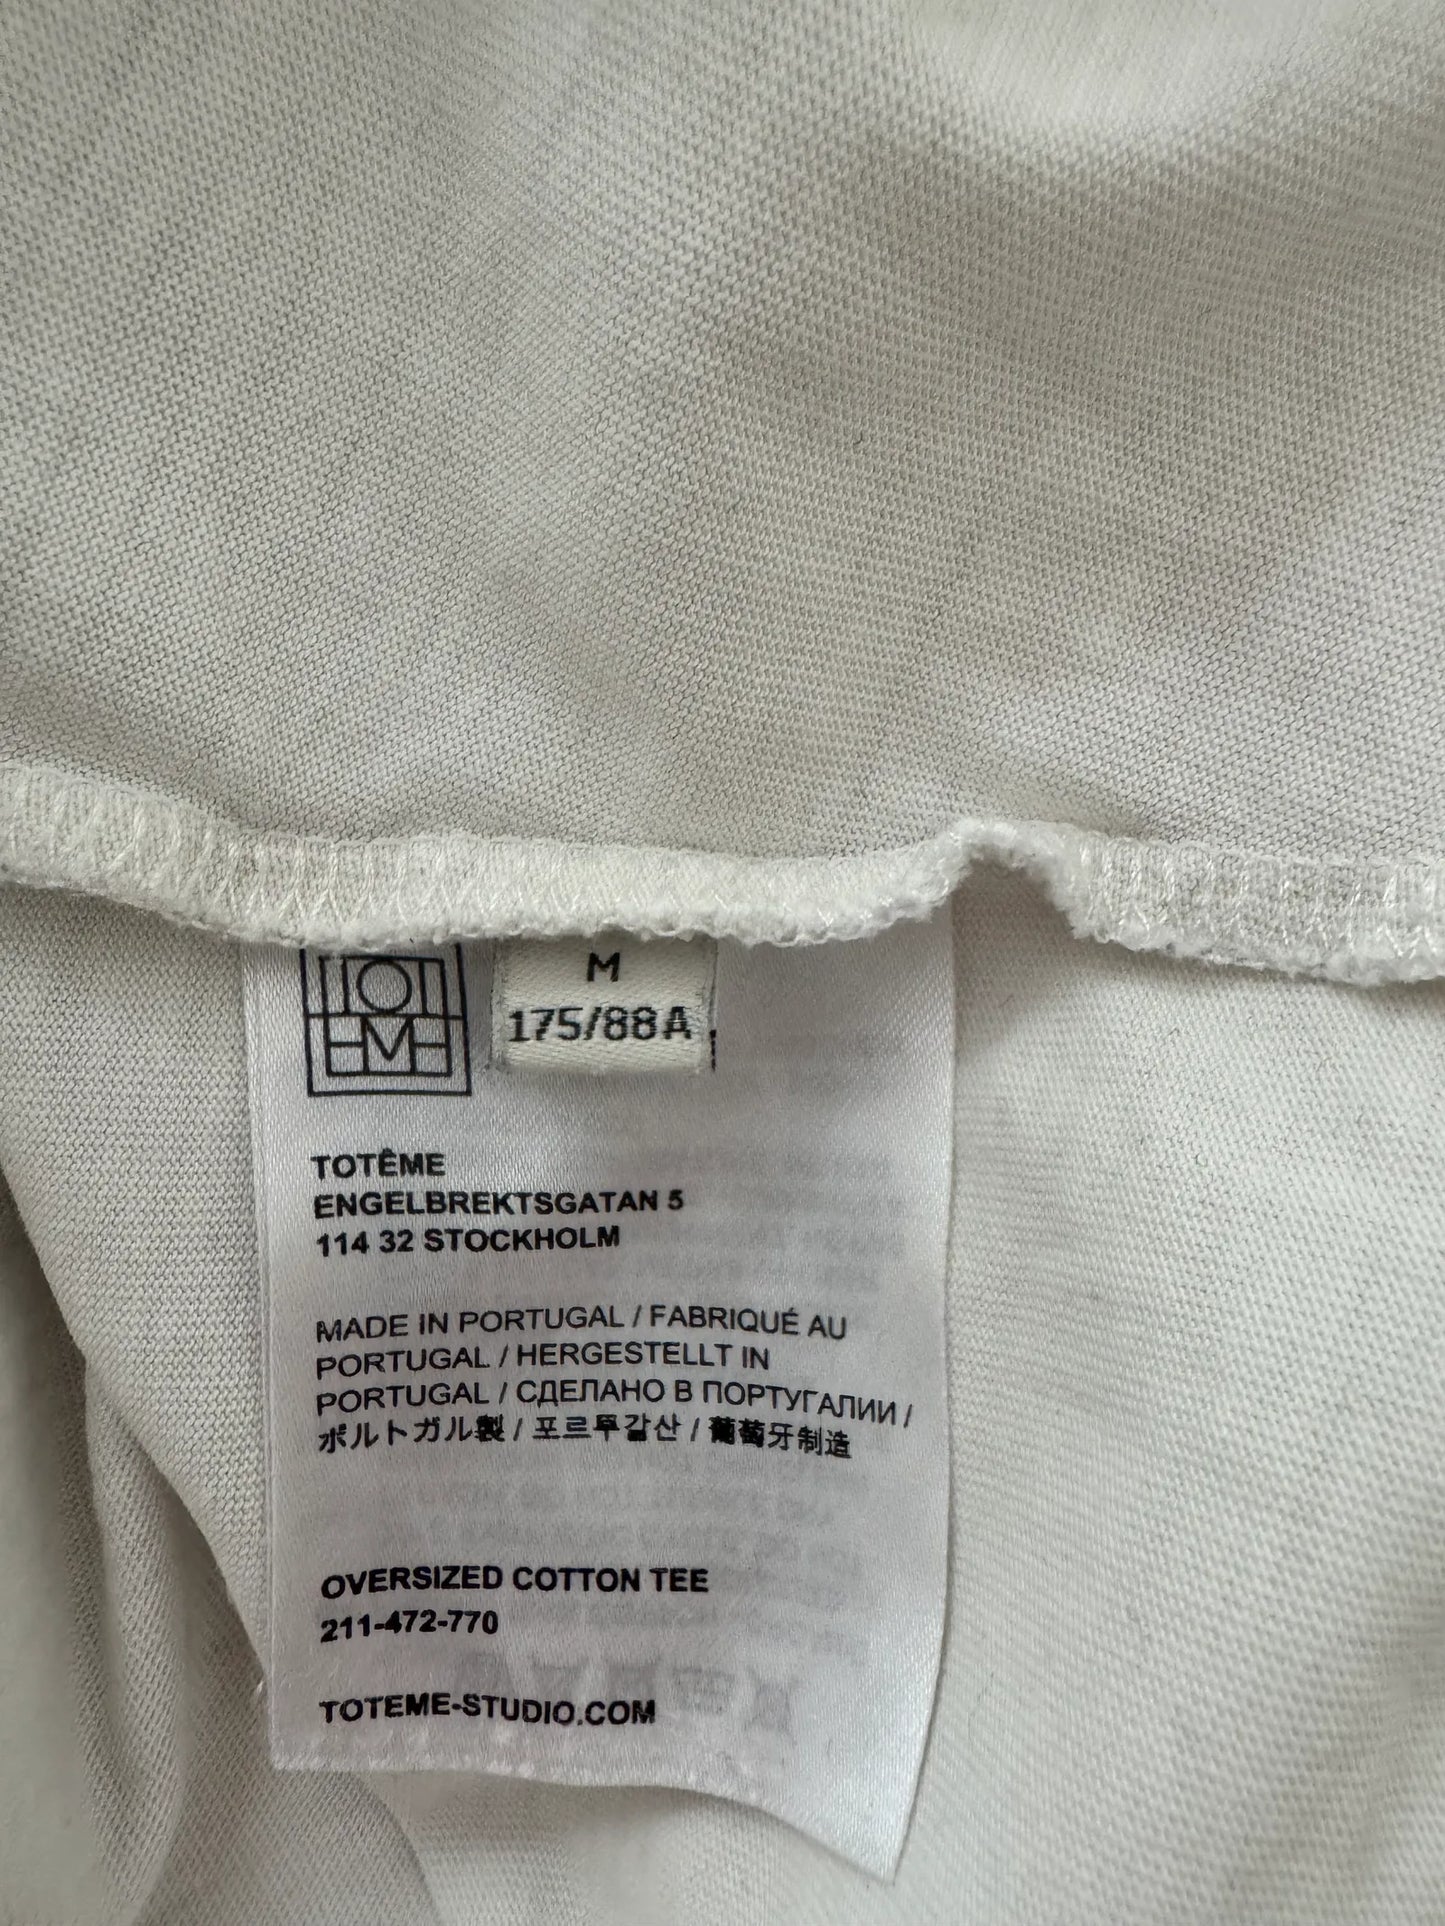 TOTEME
M
175/88A
TOTÊME
ENGELBREKTSGATAN 5
114 32 STOCKHOLM
MADE IN PORTUGAL / FABRIQUÉ AU
PORTUGAL / HERGESTELLT IN
PORTUGAL / СДЕЛАНО В ПОРТУГАЛИИ /
ポルトガル製 / 포르투갈산 / 葡萄牙制造
OVERSIZED COTTON TEE
211-472-770
TOTEME-STUDIO.COM